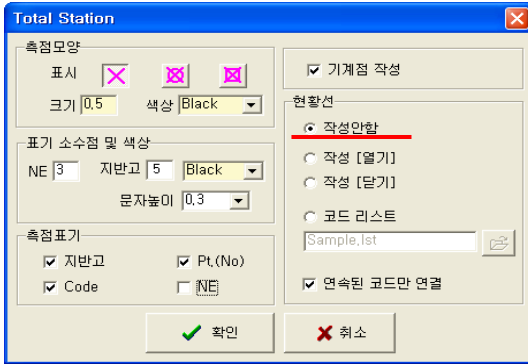 Total Station
측점모양
표시
크기 0,5 색상 Black
표기 소수점 및 색상
NE 3 지반고 5 Black
문자높이 0,3
측점표기
지반고 Pt,(No)
Code NE
기계점 작성
현황선
작성안함
작성 [열기]
작성 [닫기]
코드 리스트
Sample,lst
연속된 코드만 연결
확인 취소